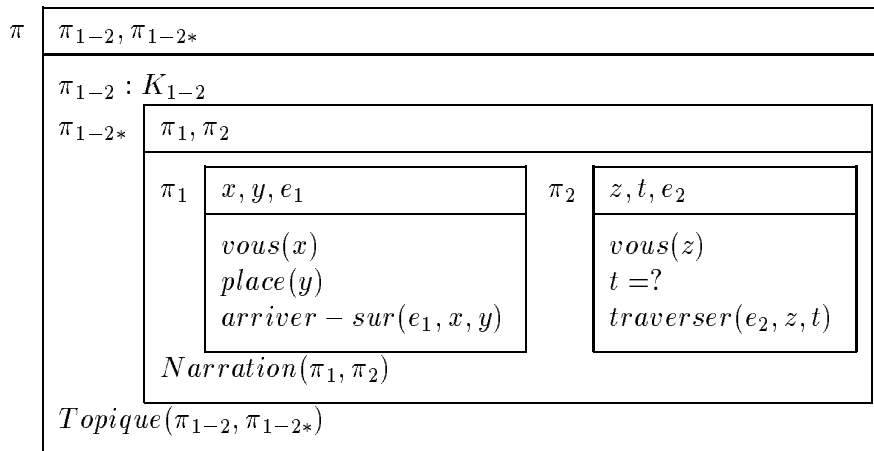 π π₁₋₂, π₁₋₂*
π₁₋₂ : K₁₋₂
π₁₋₂* π₁, π₂
π₁ x, y, e₁ π₂ z, t, e₂
vous(x) vous(z)
place(y) t =?
arriver − sur(e₁, x, y) traverser(e₂, z, t)
Narration(π₁, π₂)
Topique(π₁₋₂, π₁₋₂*)